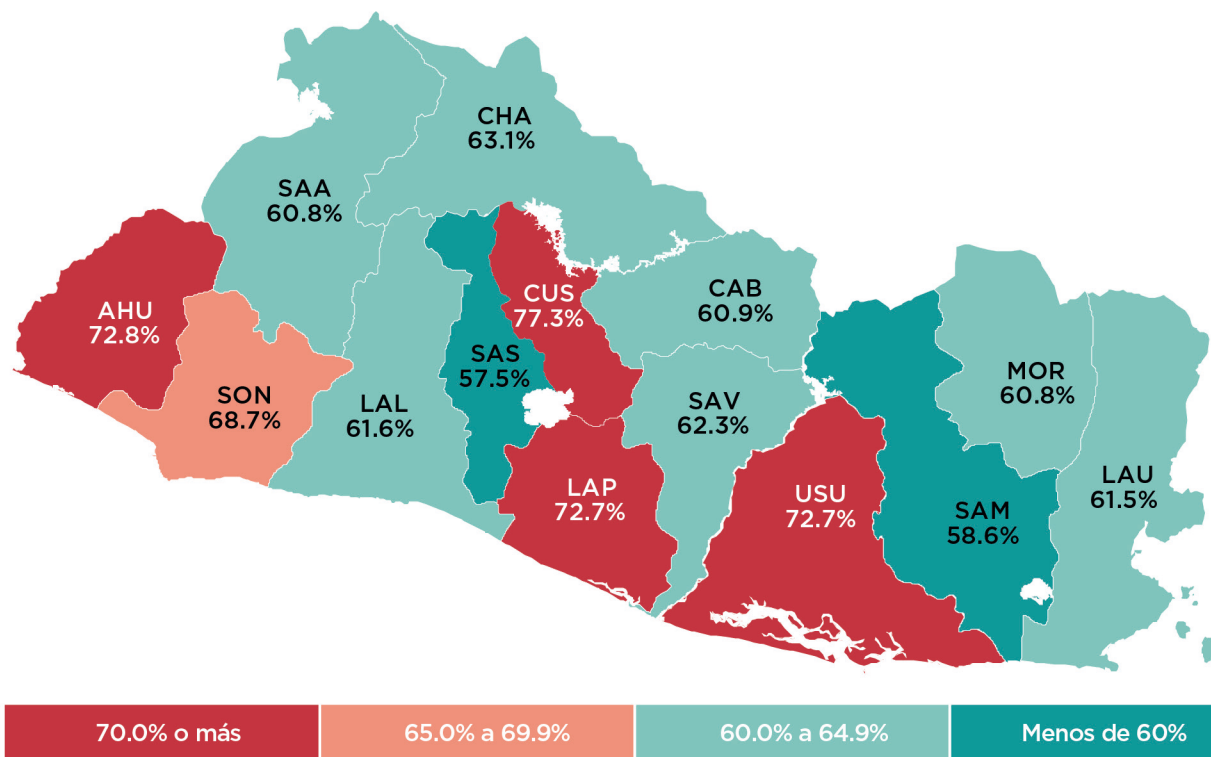 CHA
63.1%
SAA
60.8%
AHU
72.8%
CUS
77.3%
CAB
60.9%
SAS
57.5%
MOR
60.8%
SON
68.7%
LAL
61.6%
SAV
62.3%
LAP
72.7%
USU
72.7%
LAU
61.5%
SAM
58.6%
70.0% o más
65.0% a 69.9%
60.0% a 64.9%
Menos de 60%